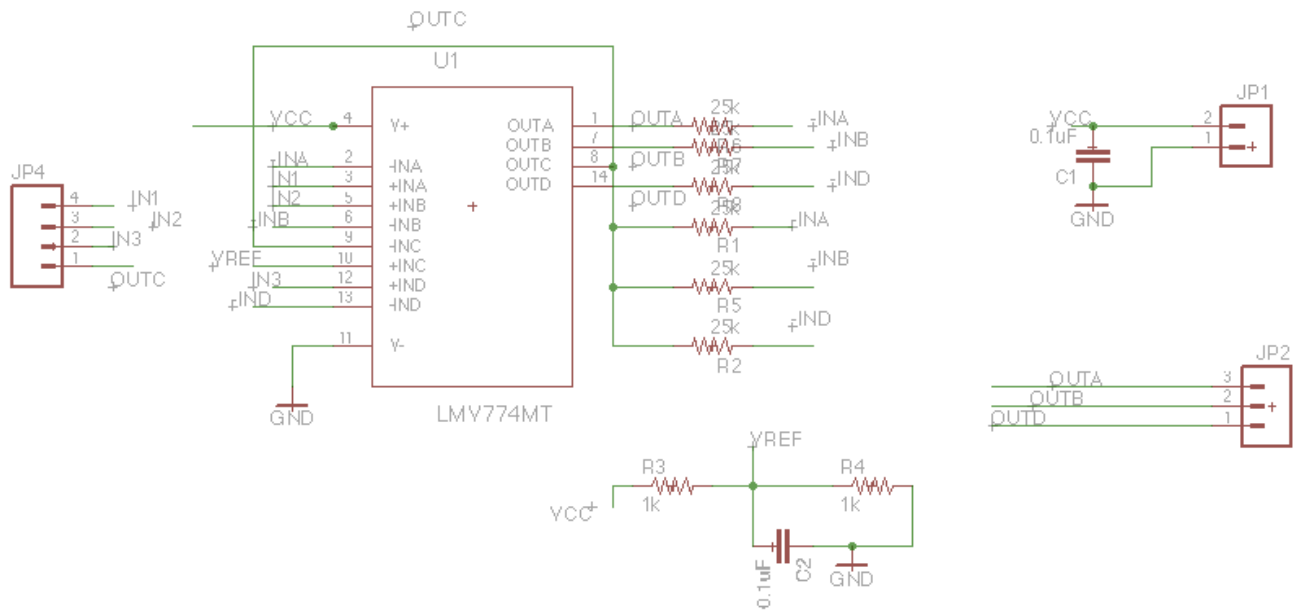 OUTC
U1
VCC
4
V+
-INA
2
-INA
IN1
3
+INA
IN2
5
+INB
-INB
6
-INB
9
-INC
VREF
10
+INC
IN3
12
+IND
-IND
13
-IND
11
V-
GND
LMV774MT
OUTA
1
OUTA
25k
-INA
OUTB
7
-INB
R6
OUTC
8
OUTB
R7
OUTD
14
25k
-IND
OUTD
R8
25k
-INA
R1
-INB
25k
R5
-IND
25k
R2
JP4
4
IN1
3
IN2
2
IN3
1
OUTC
JP1
VCC
2
0.1uF
1
C1
GND
JP2
OUTA
3
OUTB
2
OUTD
1
VREF
R3
R4
1k
1k
VCC
0.1uF
C2
GND